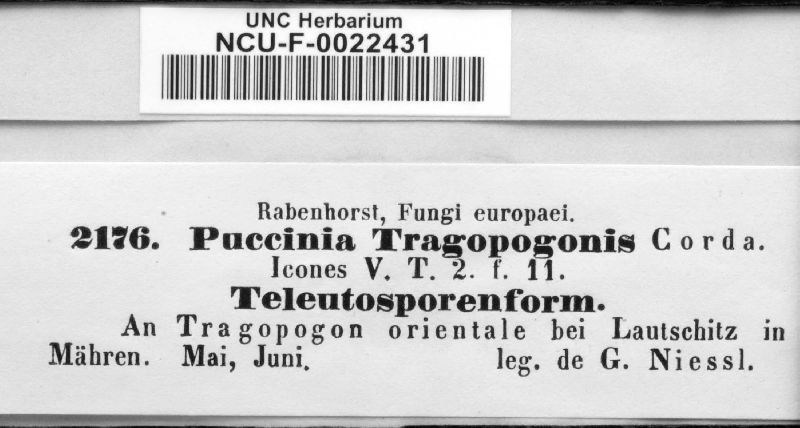 UNC Herbarium
NCU-F-0022431
Rabenhorst, Fungi europaei.
2176. Puccinia Tragopogonis Corda.
Icones V. T. 2. f. 11.
Teleutosporenform.
An Tragopogon orientale bei Lautschitz in
Mähren. Mai, Juni. leg. de G. Niessl.